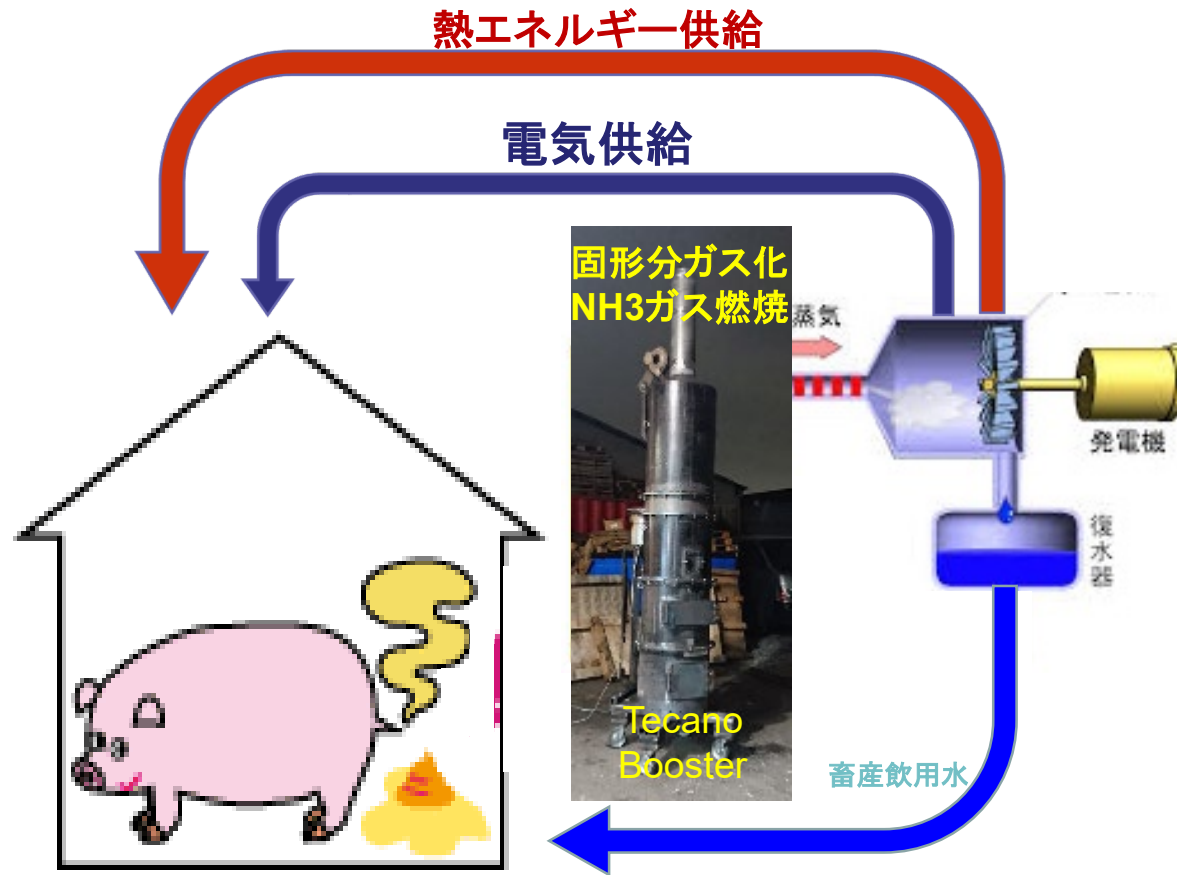 熱エネルギー供給
電気供給
固形分ガス化
NH3ガス燃焼
蒸気
発電機
復水器
Tecano
Booster
畜産飲用水